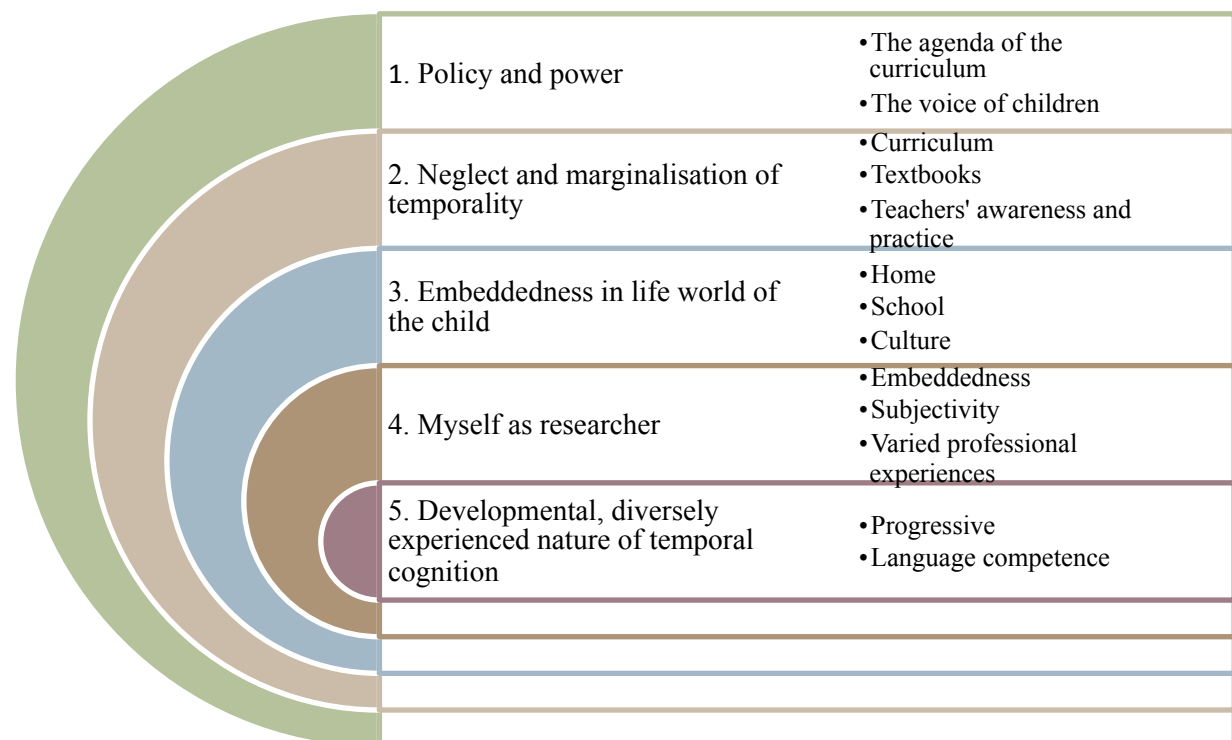 1. Policy and power
•The agenda of the
curriculum
•The voice of children
2. Neglect and marginalisation of
temporality
•Curriculum
•Textbooks
•Teachers' awareness and
practice
3. Embeddedness in life world of
the child
•Home
•School
•Culture
4. Myself as researcher
•Embeddedness
•Subjectivity
•Varied professional
experiences
5. Developmental, diversely
experienced nature of temporal
cognition
•Progressive
•Language competence